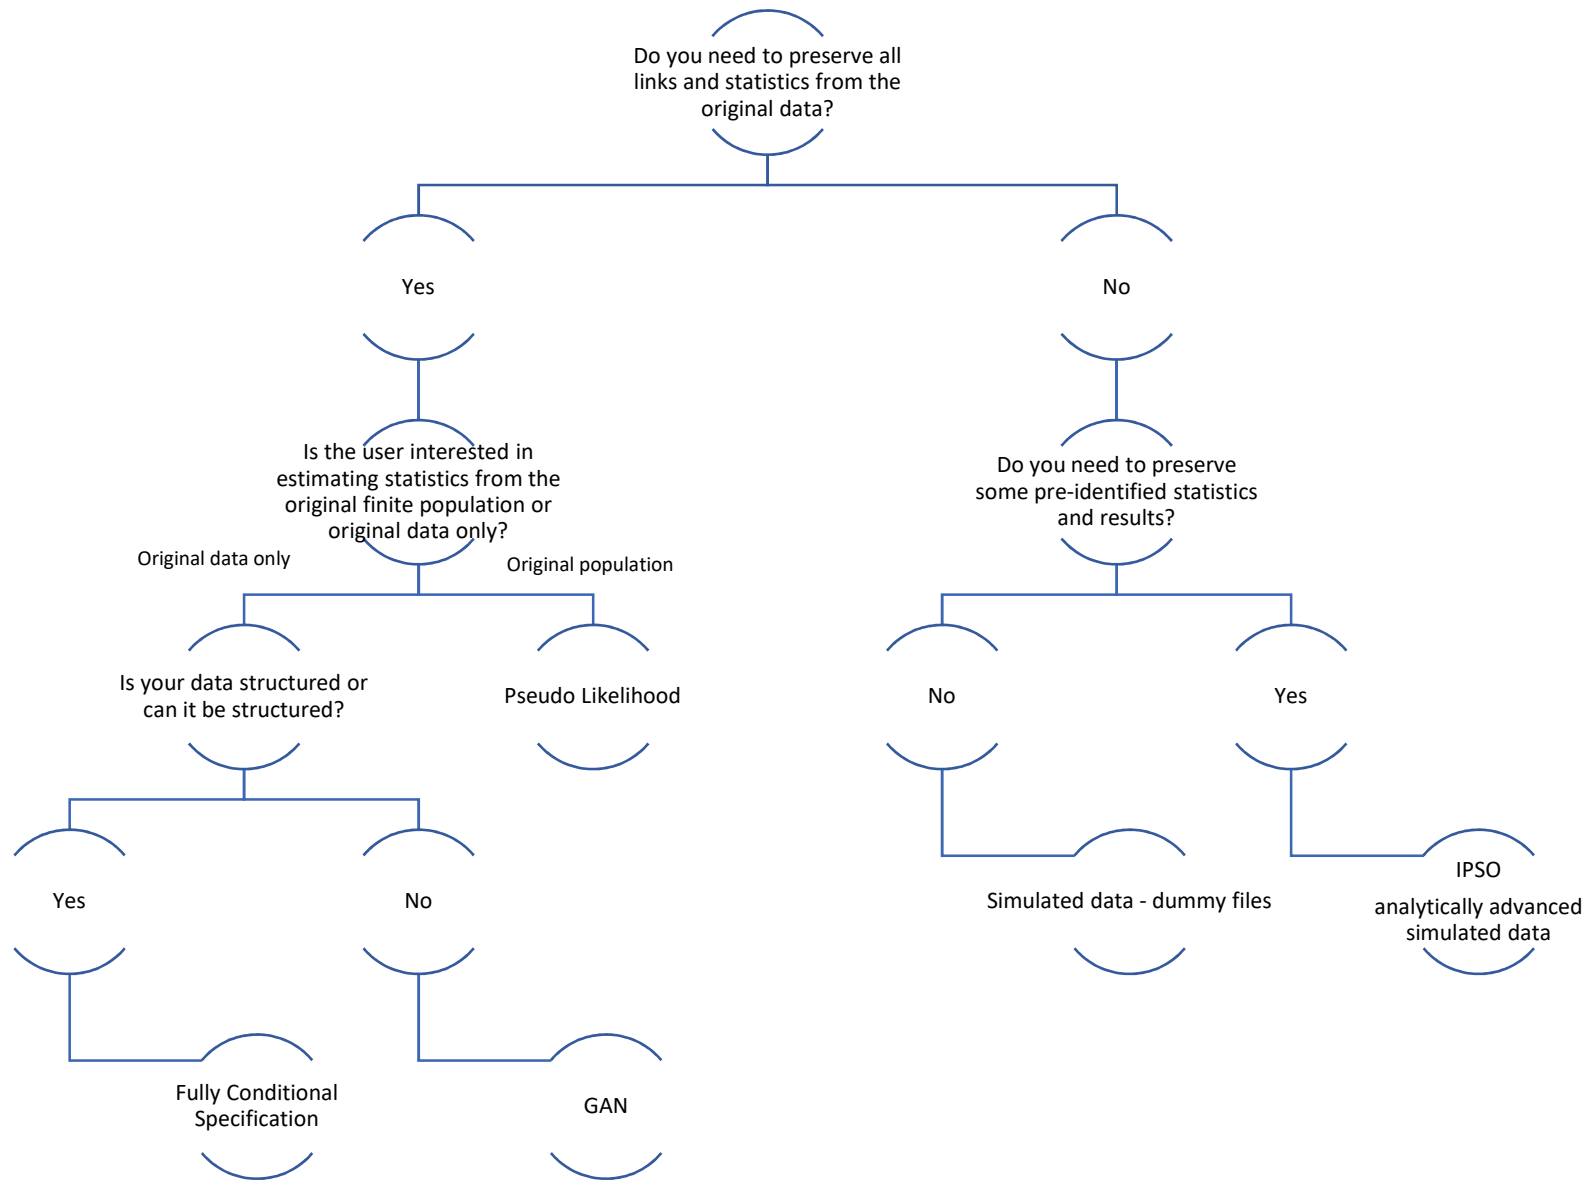 Do you need to preserve all
links and statistics from the
original data?
Yes
No
Is the user interested in
estimating statistics from the
original finite population or
original data only?
Do you need to preserve
some pre-identified statistics
and results?
Original data only
Original population
Is your data structured or
can it be structured?
Pseudo Likelihood
No
Yes
Yes
No
Simulated data - dummy files
IPSO
analytically advanced
simulated data
Fully Conditional
Specification
GAN